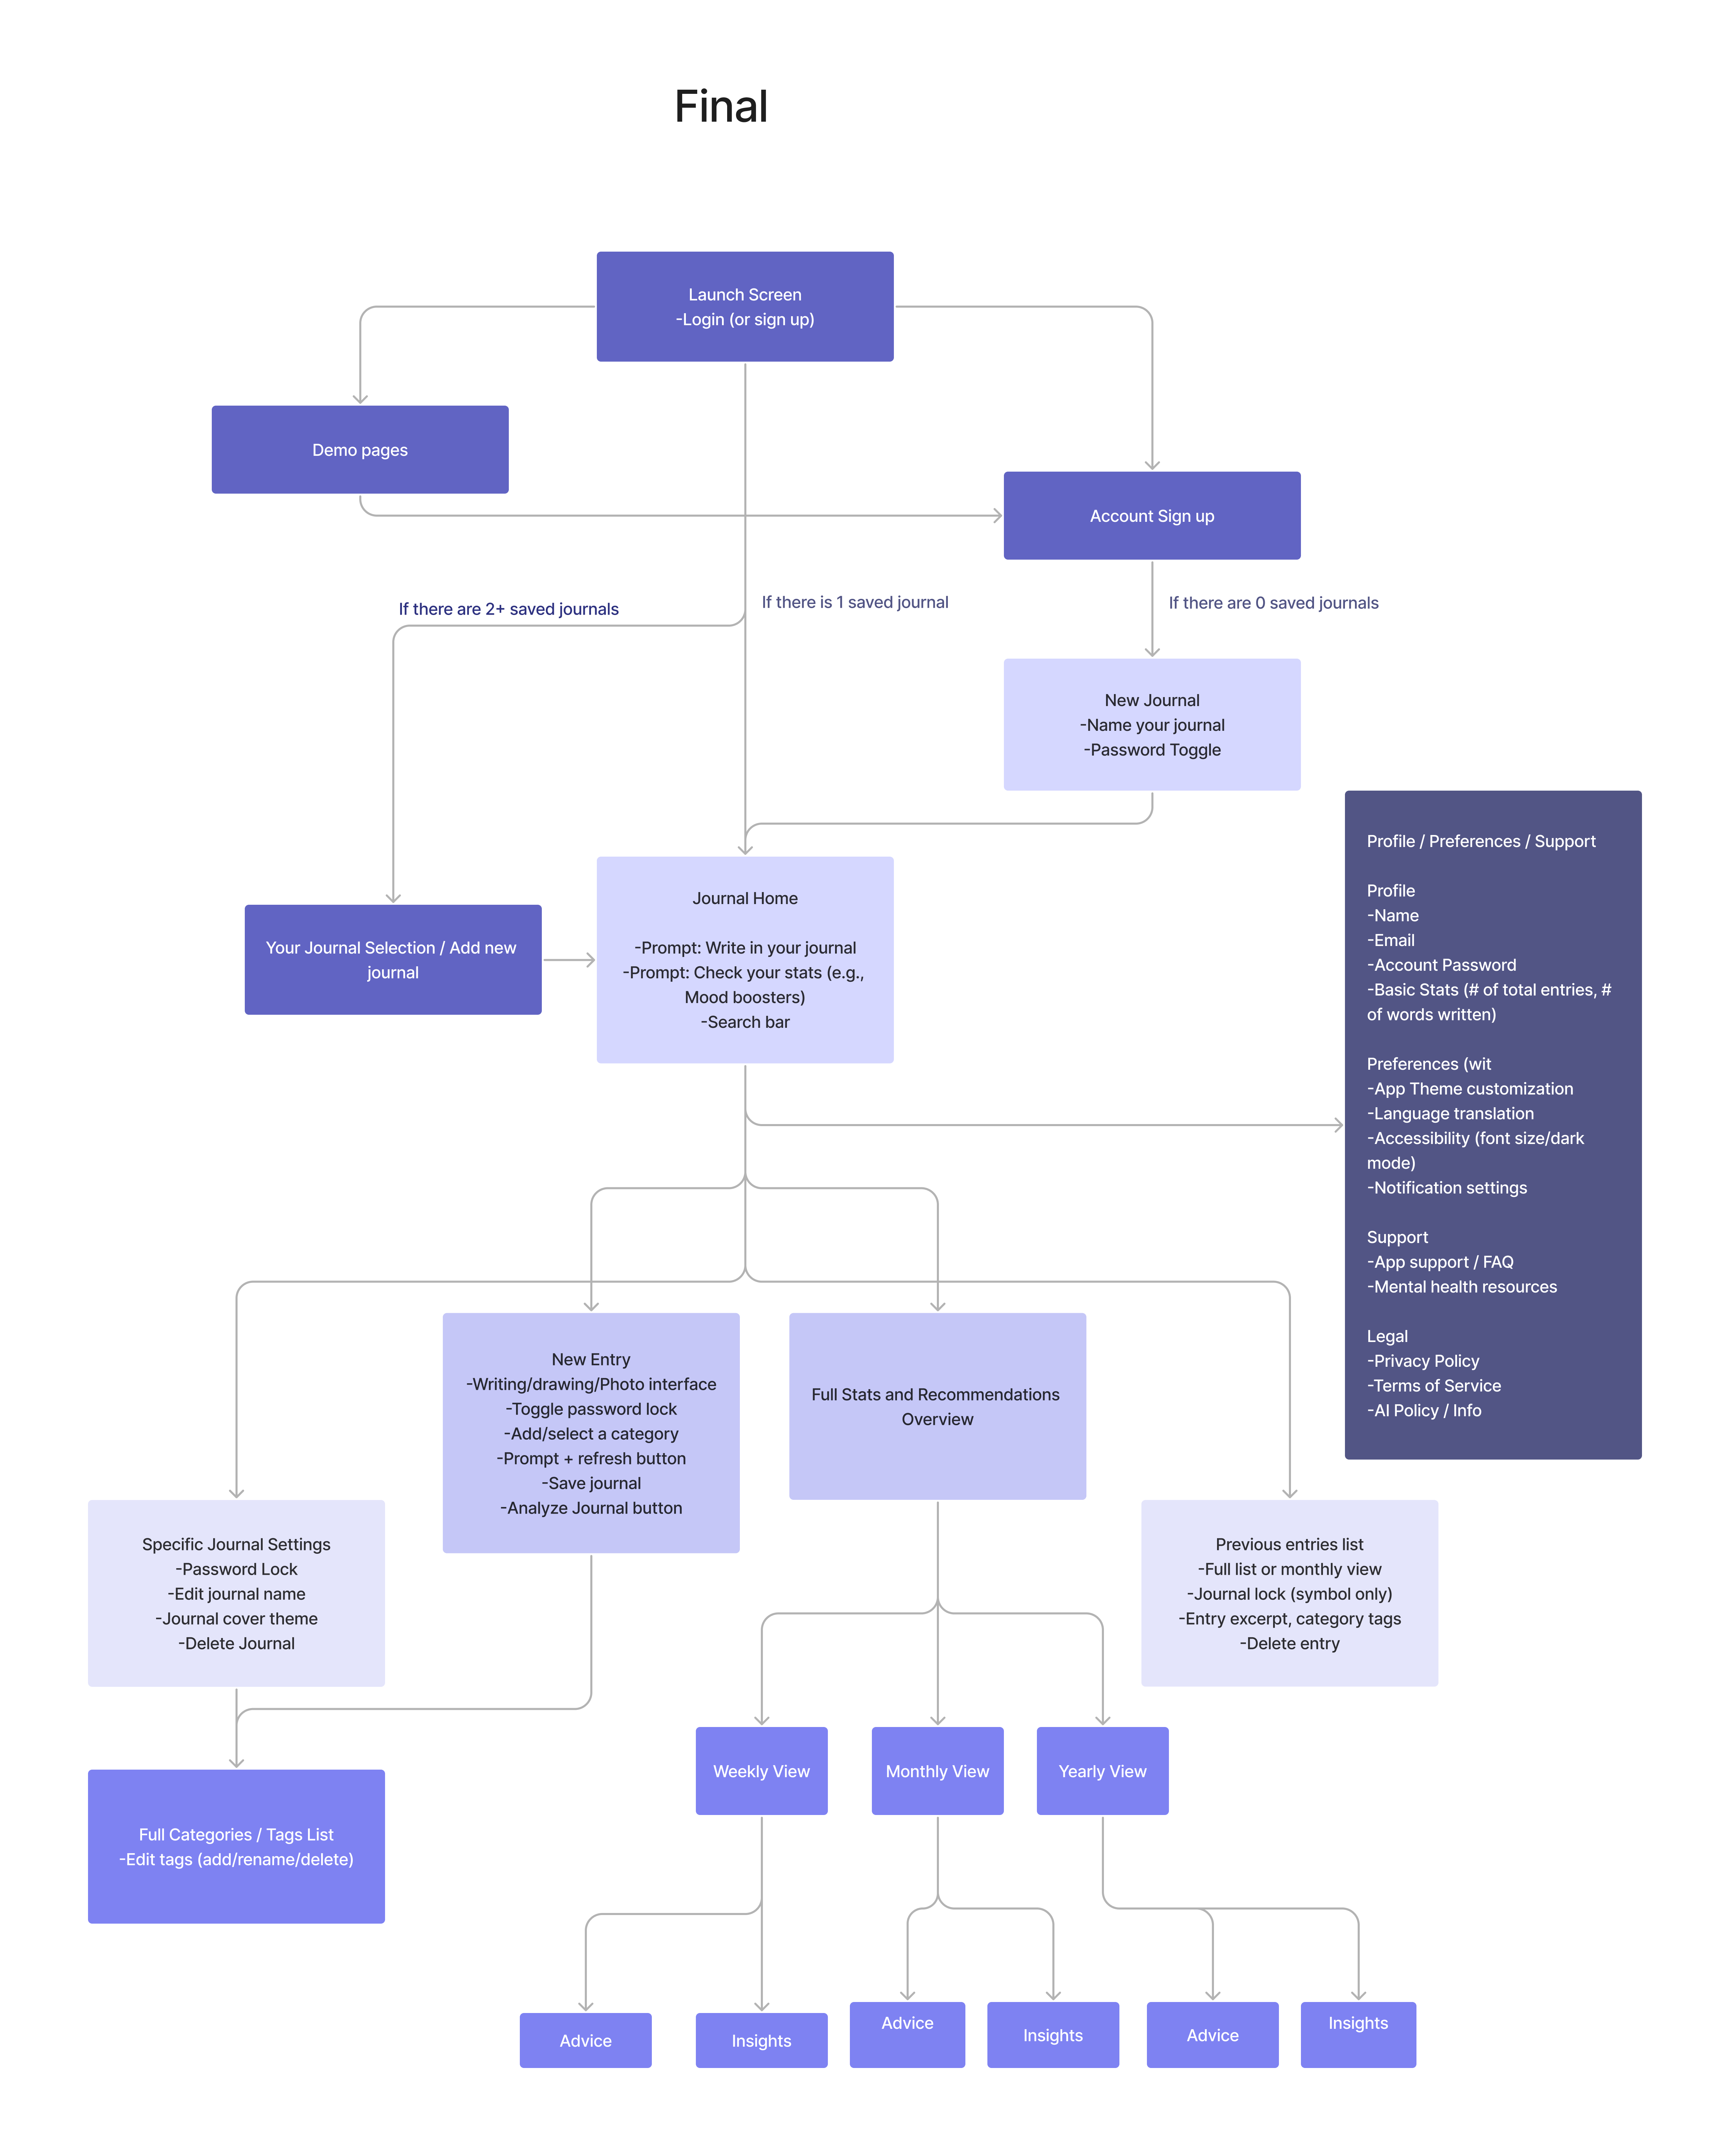 Final
Launch Screen
-Login (or sign up)
Demo pages
Account Sign up
If there are 2+ saved journals
If there is 1 saved journal
If there are 0 saved journals
New Journal
-Name your journal
-Password Toggle
Your Journal Selection / Add new
journal
Journal Home
-Prompt: Write in your journal
-Prompt: Check your stats (e.g.,
Mood boosters)
-Search bar
Profile / Preferences / Support
Profile
-Name
-Email
-Account Password
-Basic Stats (# of total entries, #
of words written)
Preferences (wit
-App Theme customization
-Language translation
-Accessibility (font size/dark
mode)
-Notification settings
Support
-App support / FAQ
-Mental health resources
Legal
-Privacy Policy
-Terms of Service
-AI Policy / Info
New Entry
-Writing/drawing/Photo interface
-Toggle password lock
-Add/select a category
-Prompt + refresh button
-Save journal
-Analyze Journal button
Full Stats and Recommendations
Overview
Specific Journal Settings
-Password Lock
-Edit journal name
-Journal cover theme
-Delete Journal
Previous entries list
-Full list or monthly view
-Journal lock (symbol only)
-Entry excerpt, category tags
-Delete entry
Weekly View
Monthly View
Yearly View
Full Categories / Tags List
-Edit tags (add/rename/delete)
Advice
Insights
Advice
Insights
Advice
Insights